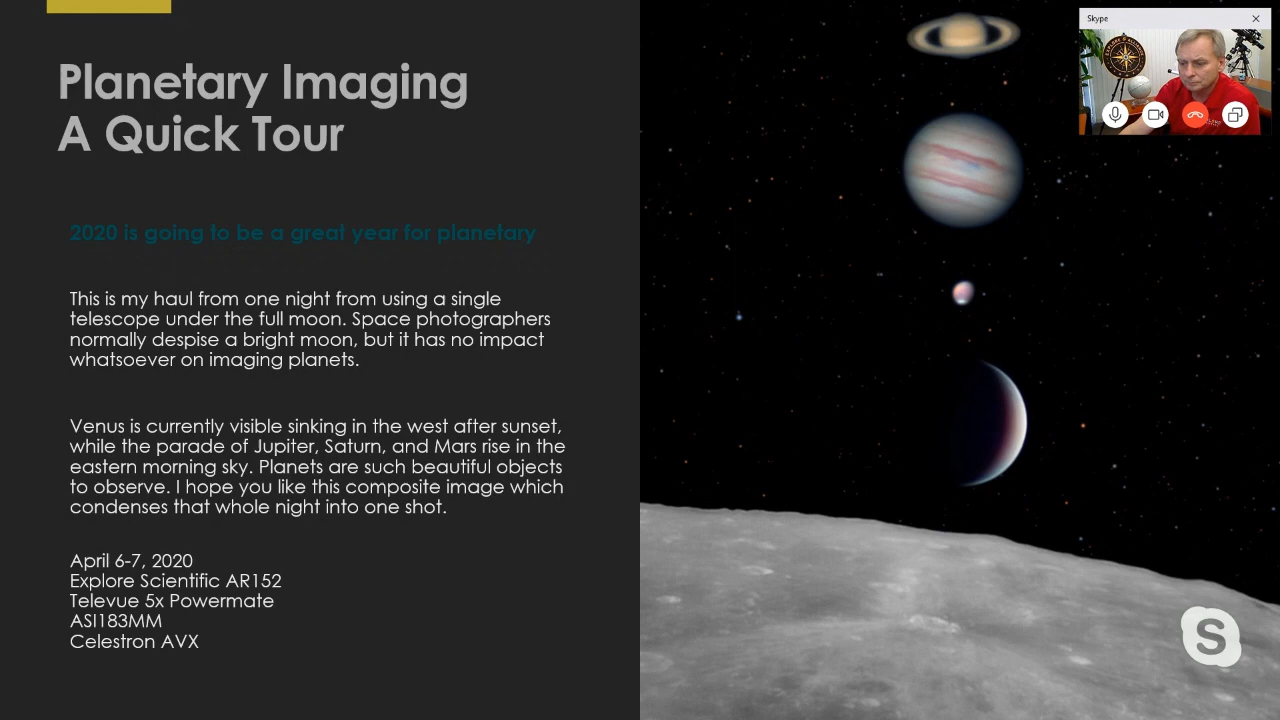 Planetary Imaging
A Quick Tour
2020 is going to be a great year for planetary
This is my haul from one night from using a single
telescope under the full moon. Space photographers
normally despise a bright moon, but it has no impact
whatsoever on imaging planets.
Venus is currently visible sinking in the west after sunset,
while the parade of Jupiter, Saturn, and Mars rise in the
eastern morning sky. Planets are such beautiful objects
to observe. I hope you like this composite image which
condenses that whole night into one shot.
April 6-7, 2020
Explore Scientific AR152
Televue 5x Powermate
ASI183MM
Celestron AVX
Skype
EXPLORE ALLIANCE
S